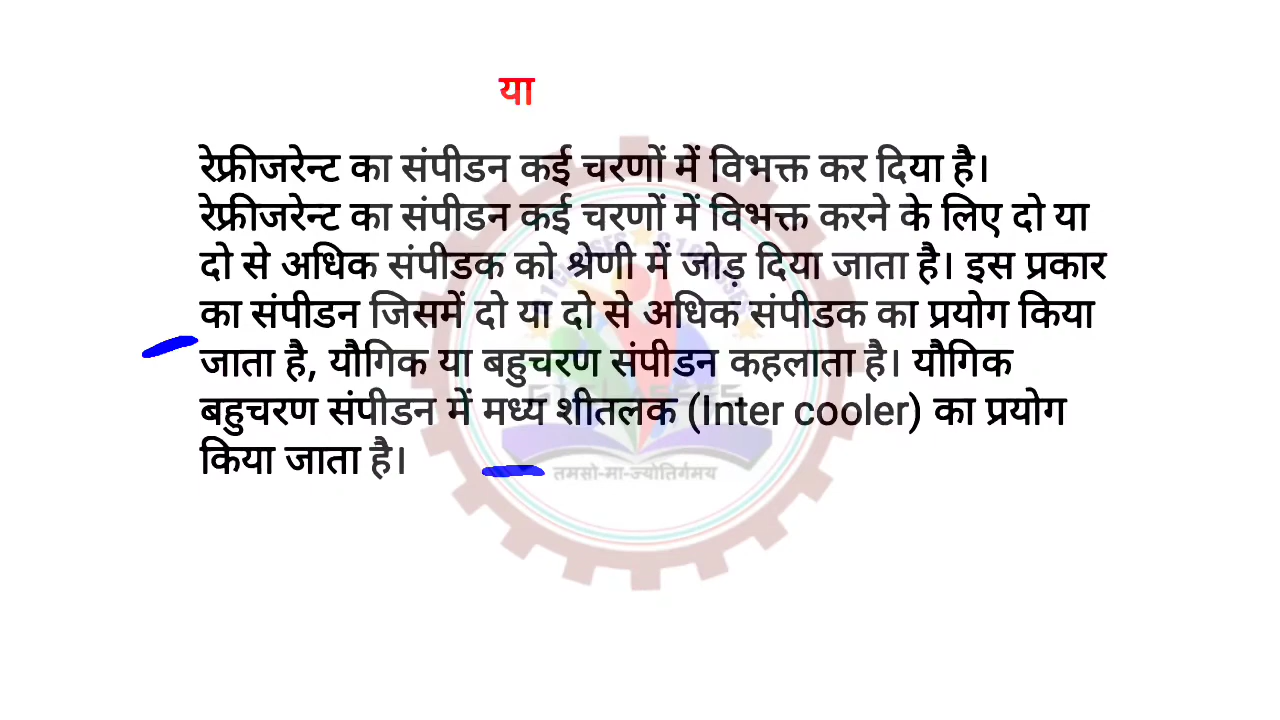 या
रेफ्रीजरेन्ट का संपीडन कई चरणों में विभक्त कर दिया है।
रेफ्रीजरेन्ट का संपीडन कई चरणों में विभक्त करने के लिए दो या
दो से अधिक संपीडक को श्रेणी में जोड़ दिया जाता है। इस प्रकार
का संपीडन जिसमें दो या दो से अधिक संपीडक का प्रयोग किया
जाता है, यौगिक या बहुचरण संपीडन कहलाता है। यौगिक
बहुचरण संपीडन में मध्य शीतलक (Inter cooler) का प्रयोग
किया जाता है।
तमसो-मा-ज्योतिर्गमय